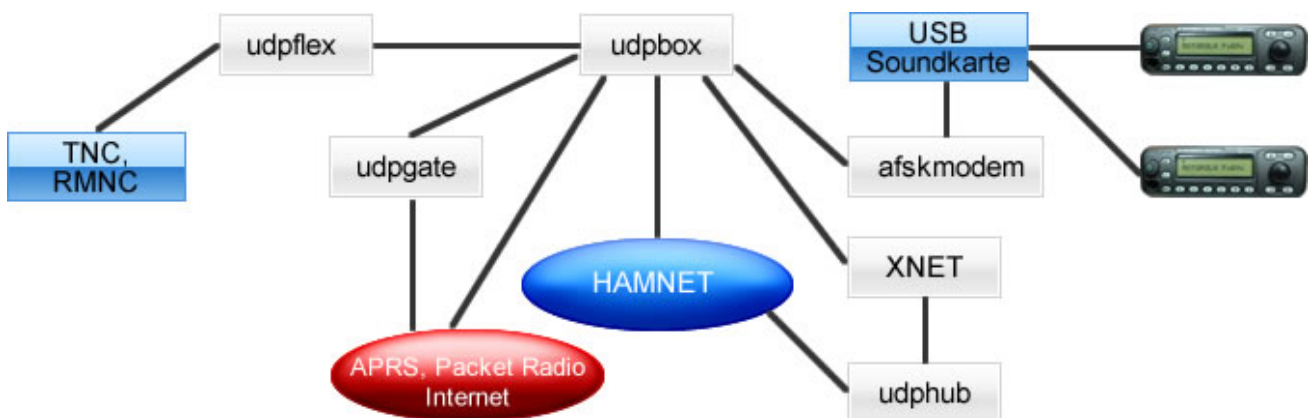 udpflex
udpbox
USB
Soundkarte
TNC,
RMNC
udpgate
afskmodem
HAMNET
XNET
APRS, Packet Radio
Internet
udphub